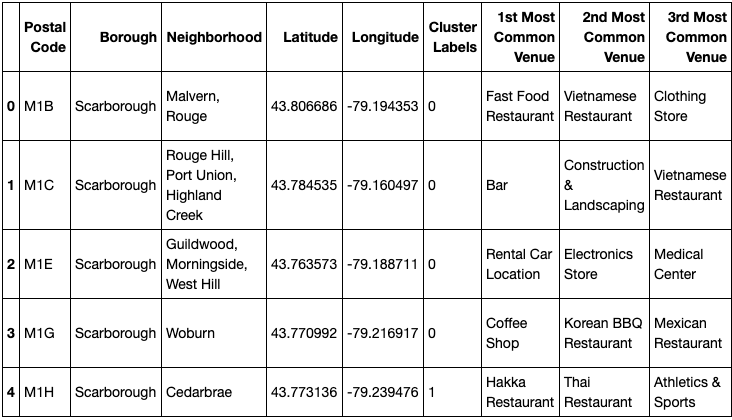 Postal Code Borough Neighborhood Latitude Longitude Cluster Labels 1st Most Common Venue 2nd Most Common Venue 3rd Most Common Venue
0 M1B Scarborough Malvern, Rouge 43.806686 -79.194353 0 Fast Food Restaurant Vietnamese Restaurant Clothing Store
1 M1C Scarborough Rouge Hill, Port Union, Highland Creek 43.784535 -79.160497 0 Bar Construction & Landscaping Vietnamese Restaurant
2 M1E Scarborough Guildwood, Morningside, West Hill 43.763573 -79.188711 0 Rental Car Location Electronics Store Medical Center
3 M1G Scarborough Woburn 43.770992 -79.216917 0 Coffee Shop Korean BBQ Restaurant Mexican Restaurant
4 M1H Scarborough Cedarbrae 43.773136 -79.239476 1 Hakka Restaurant Thai Restaurant Athletics & Sports